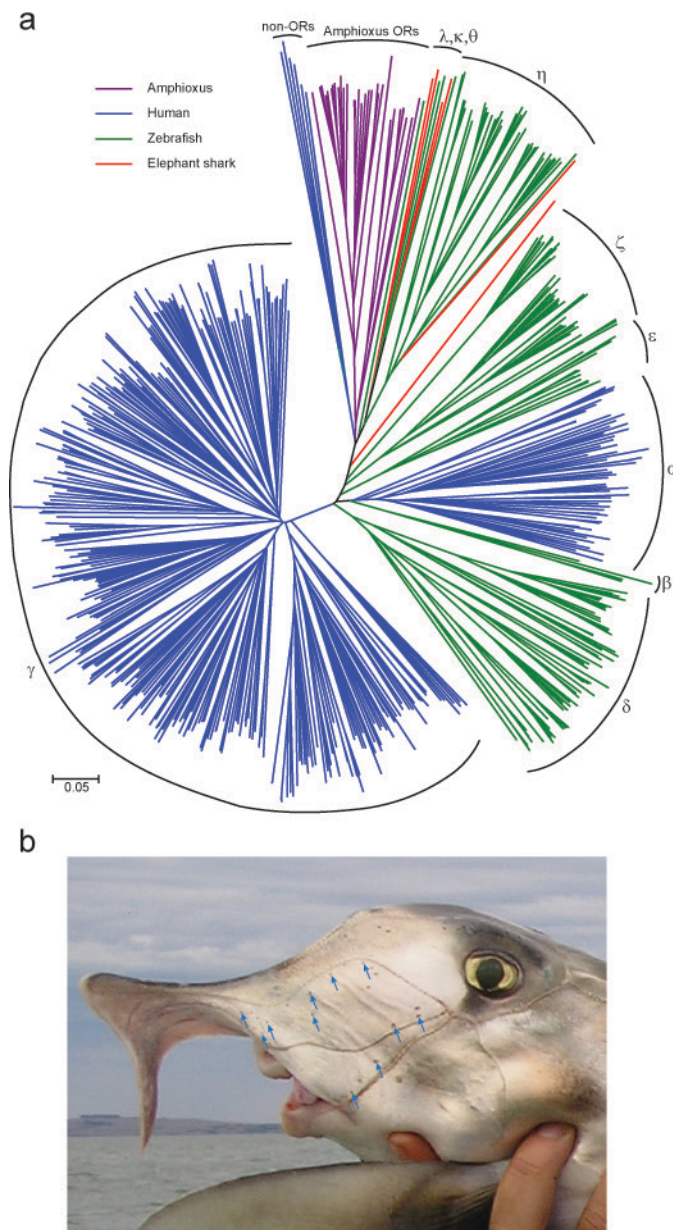 a
non-ORs
Amphioxus ORs
λ,κ,θ
η
Amphioxus
Human
Zebrafish
Elephant shark
ζ
ε
α
β
γ
δ
0.05
b